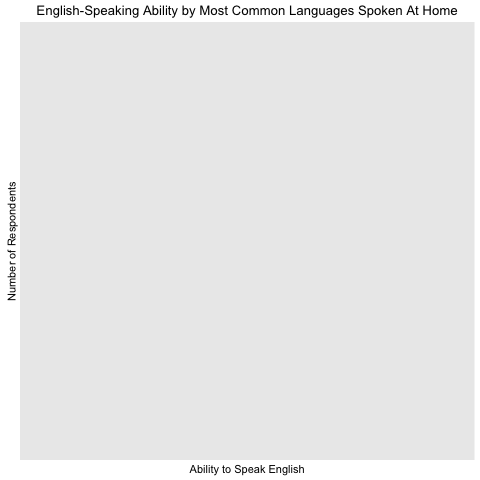 English-Speaking Ability by Most Common Languages Spoken At Home
Number of Respondents
Ability to Speak English